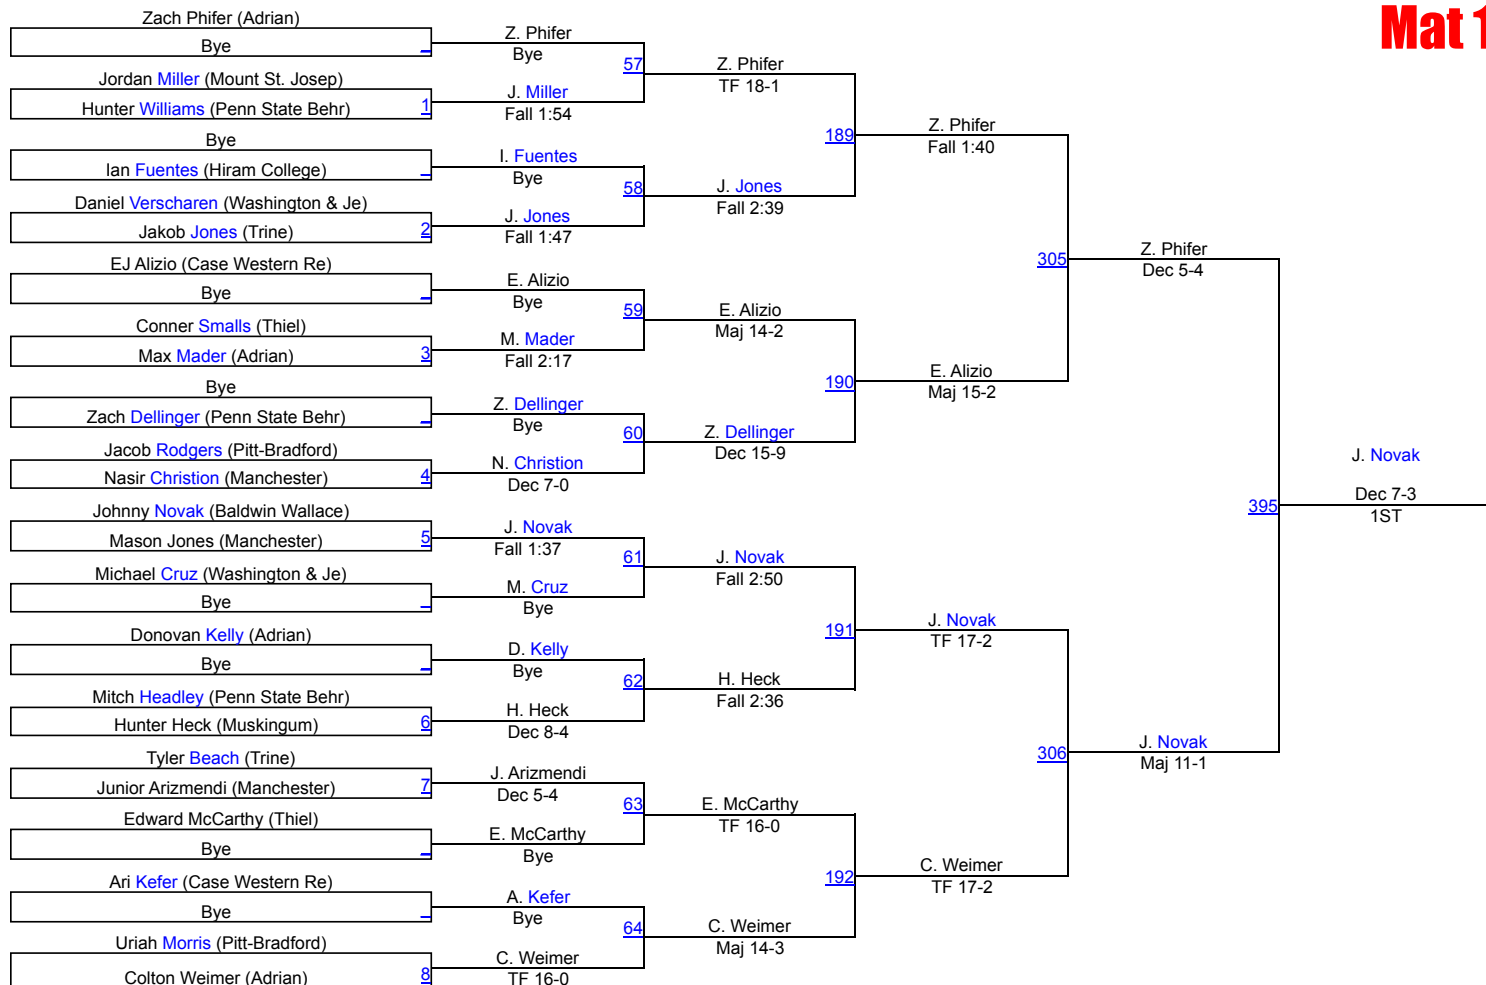 Mat 1
Zach Phifer (Adrian)
Bye
Jordan Miller (Mount St. Josep)
Hunter Williams (Penn State Behr)
1
Bye
Ian Fuentes (Hiram College)
Daniel Verscharen (Washington & Je)
Jakob Jones (Trine)
2
EJ Alizio (Case Western Re)
Bye
Conner Smalls (Thiel)
Max Mader (Adrian)
3
Bye
Zach Dellinger (Penn State Behr)
Jacob Rodgers (Pitt-Bradford)
Nasir Christion (Manchester)
4
Johnny Novak (Baldwin Wallace)
Mason Jones (Manchester)
5
Michael Cruz (Washington & Je)
Bye
Donovan Kelly (Adrian)
Bye
Mitch Headley (Penn State Behr)
Hunter Heck (Muskingum)
6
Tyler Beach (Trine)
Junior Arizmendi (Manchester)
7
Edward McCarthy (Thiel)
Bye
Ari Kefer (Case Western Re)
Bye
Uriah Morris (Pitt-Bradford)
Colton Weimer (Adrian)
8
Z. Phifer
Bye
57
J. Miller
Fall 1:54
I. Fuentes
Bye
58
J. Jones
Fall 1:47
E. Alizio
Bye
59
M. Mader
Fall 2:17
Z. Dellinger
Bye
60
N. Christion
Dec 7-0
J. Novak
Fall 1:37
61
M. Cruz
Bye
D. Kelly
Bye
62
H. Heck
Dec 8-4
J. Arizmendi
Dec 5-4
63
E. McCarthy
Bye
A. Kefer
Bye
64
C. Weimer
TF 16-0
Z. Phifer
TF 18-1
189
J. Jones
Fall 2:39
E. Alizio
Maj 14-2
190
Z. Dellinger
Dec 15-9
J. Novak
Fall 2:50
191
H. Heck
Fall 2:36
E. McCarthy
TF 16-0
192
C. Weimer
Maj 14-3
Z. Phifer
Fall 1:40
305
E. Alizio
Maj 15-2
J. Novak
TF 17-2
306
C. Weimer
TF 17-2
Z. Phifer
Dec 5-4
395
J. Novak
Maj 11-1
J. Novak
Dec 7-3
1ST